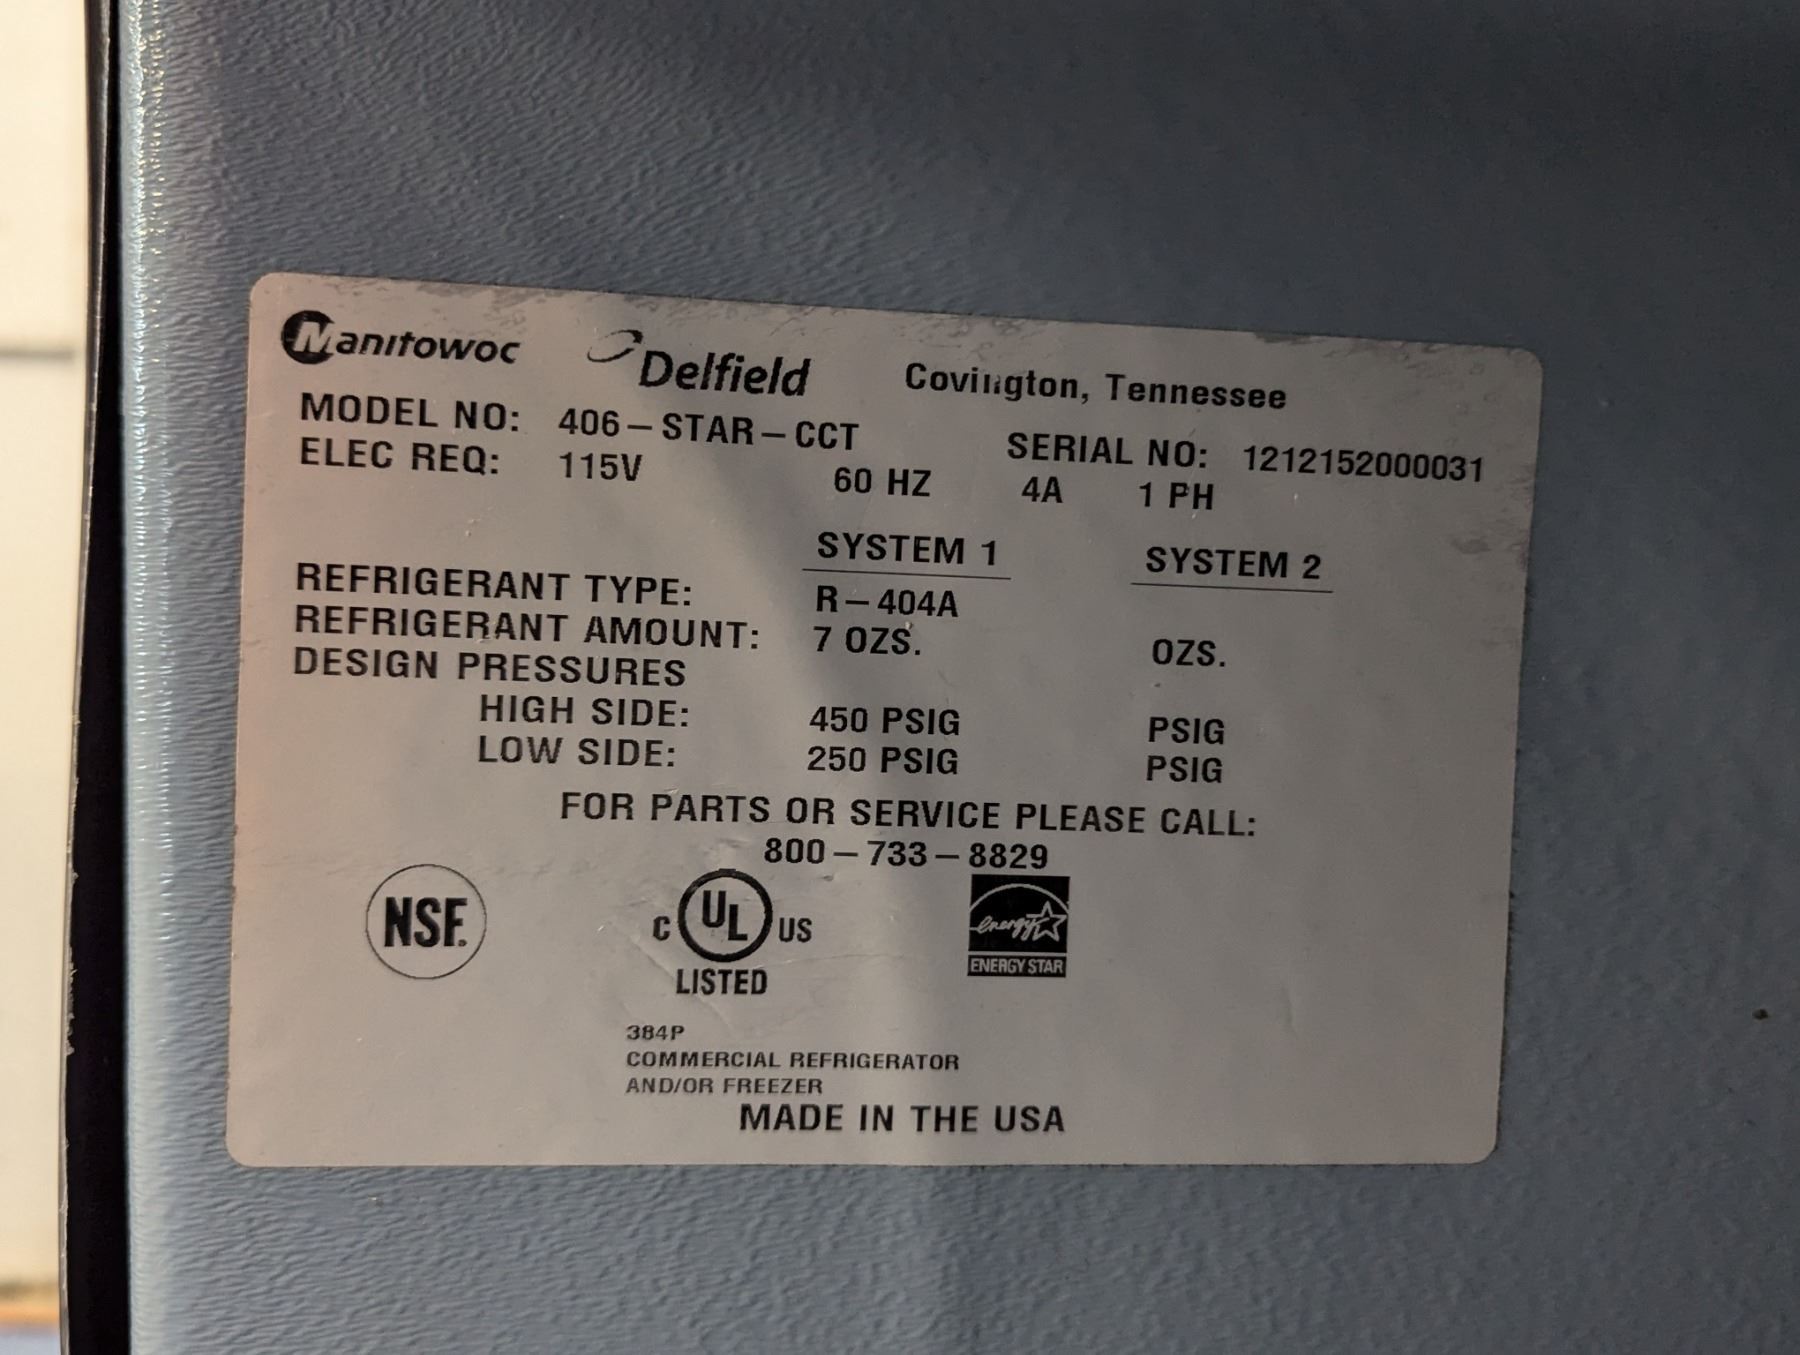 Manitowoc Delfield Covington, Tennessee
MODEL NO: 406-STAR-CCT SERIAL NO: 1212152000031
ELEC REQ: 115V 60 HZ 4A 1 PH
SYSTEM 1 SYSTEM 2
REFRIGERANT TYPE: R-404A
REFRIGERANT AMOUNT: 7 OZS. OZS.
DESIGN PRESSURES
HIGH SIDE: 450 PSIG PSIG
LOW SIDE: 250 PSIG PSIG
FOR PARTS OR SERVICE PLEASE CALL:
800-733-8829
NSF.
C UL US
LISTED
energy
ENERGY STAR
384P
COMMERCIAL REFRIGERATOR
AND/OR FREEZER
MADE IN THE USA